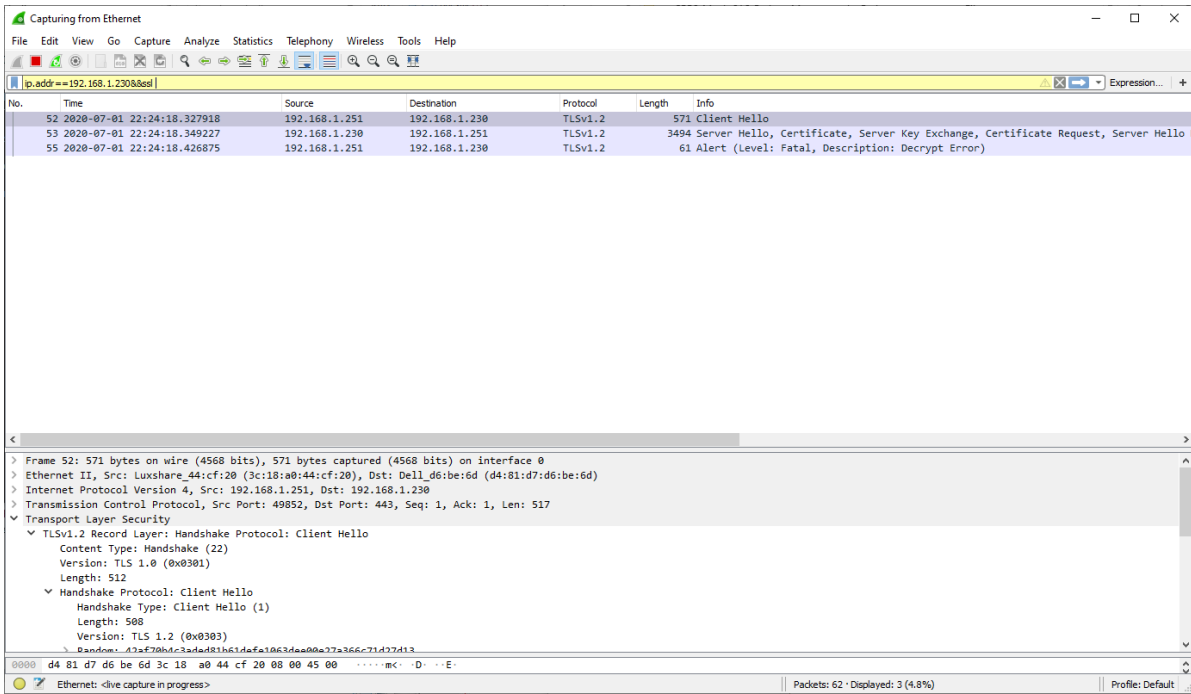 Capturing from Ethernet
File Edit View Go Capture Analyze Statistics Telephony Wireless Tools Help
ip.addr==192.168.1.230&&ssl
Expression... +
No. Time Source Destination Protocol Length Info
52 2020-07-01 22:24:18.327918 192.168.1.251 192.168.1.230 TLSv1.2 571 Client Hello
53 2020-07-01 22:24:18.349227 192.168.1.230 192.168.1.251 TLSv1.2 3494 Server Hello, Certificate, Server Key Exchange, Certificate Request, Server Hello
55 2020-07-01 22:24:18.426875 192.168.1.251 192.168.1.230 TLSv1.2 61 Alert (Level: Fatal, Description: Decrypt Error)
> Frame 52: 571 bytes on wire (4568 bits), 571 bytes captured (4568 bits) on interface 0
> Ethernet II, Src: Luxshare_44:cf:20 (3c:18:a0:44:cf:20), Dst: Dell_d6:be:6d (d4:81:d7:d6:be:6d)
> Internet Protocol Version 4, Src: 192.168.1.251, Dst: 192.168.1.230
> Transmission Control Protocol, Src Port: 49852, Dst Port: 443, Seq: 1, Ack: 1, Len: 517
Transport Layer Security
TLSv1.2 Record Layer: Handshake Protocol: Client Hello
Content Type: Handshake (22)
Version: TLS 1.0 (0x0301)
Length: 512
Handshake Protocol: Client Hello
Handshake Type: Client Hello (1)
Length: 508
Version: TLS 1.2 (0x0303)
> Random:
0000 d4 81 d7 d6 be 6d 3c 18 a0 44 cf 20 08 00 45 00 ·····m<· ·D· ··E·
Ethernet: <live capture in progress>
Packets: 62 · Displayed: 3 (4.8%)
Profile: Default